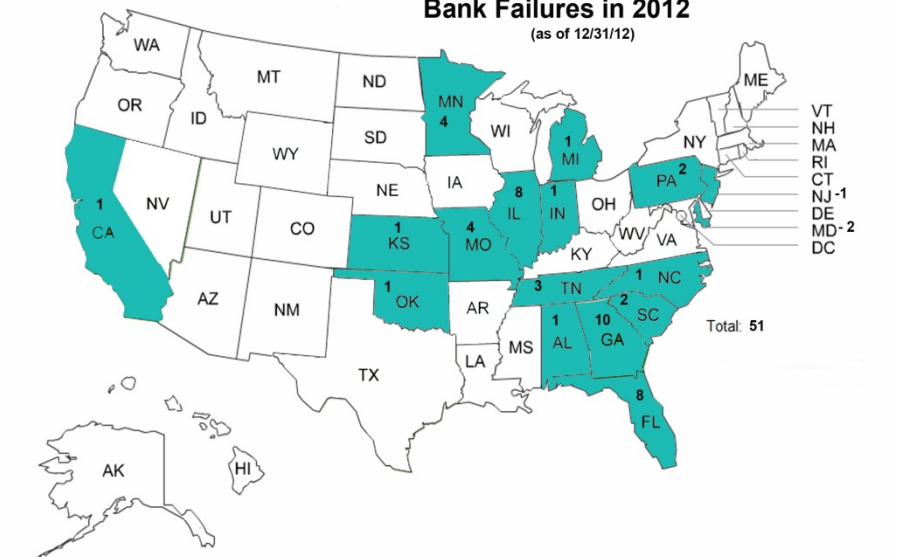 Bank Failures in 2012
(as of 12/31/12)
WA
MT
ND
MN
4
ME
OR
ID
SD
WI
1
MI
NY
VT
NH
MA
RI
CT
NJ -1
DE
MD - 2
DC
WY
NE
IA
8
IL
1
IN
OH
PA 2
1
CA
NV
UT
CO
1
KS
4
MO
KY
WV
VA
AZ
NM
1
OK
AR
3 TN
1 NC
2
SC
Total: 51
TX
LA
MS
1
AL
10
GA
8
FL
AK
HI